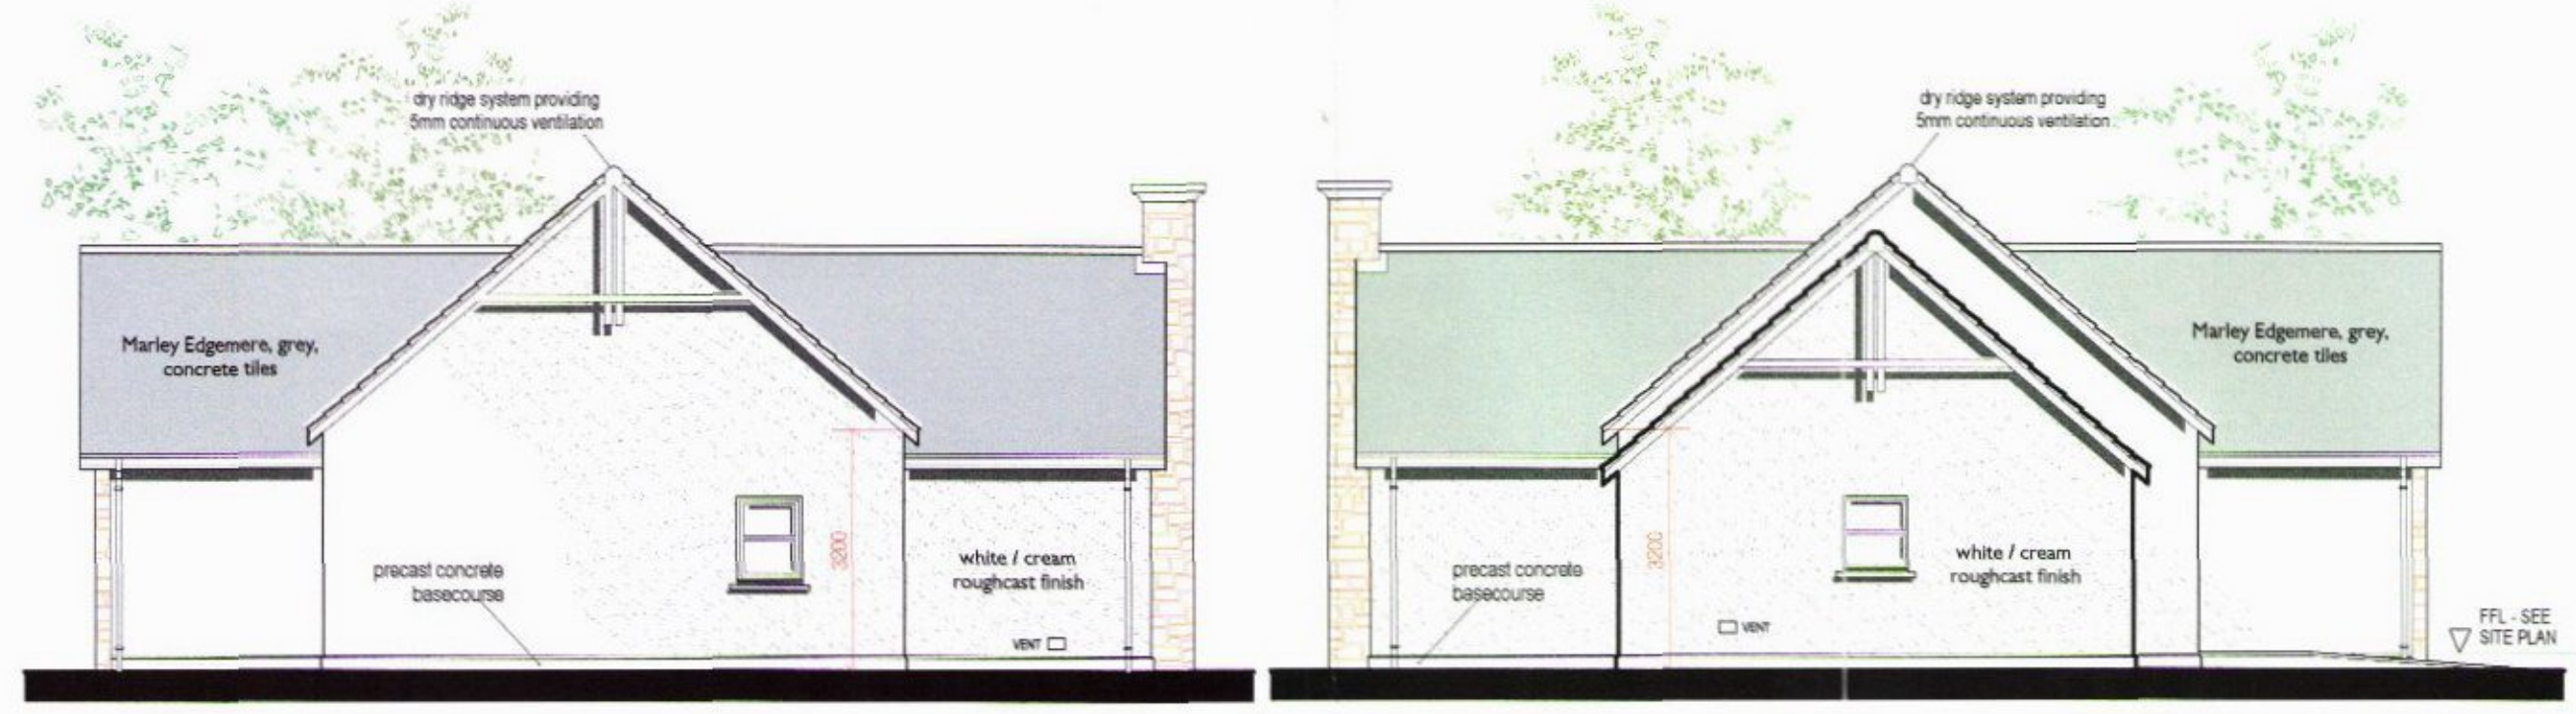 dry ridge system providing
5mm continuous ventilation
Marley Edgemere, grey,
concrete tiles
precast concrete
basecourse
3200
white / cream
roughcast finish
VENT
dry ridge system providing
5mm continuous ventilation
Marley Edgemere, grey,
concrete tiles
precast concrete
basecourse
3200
white / cream
roughcast finish
VENT
FFL - SEE
SITE PLAN